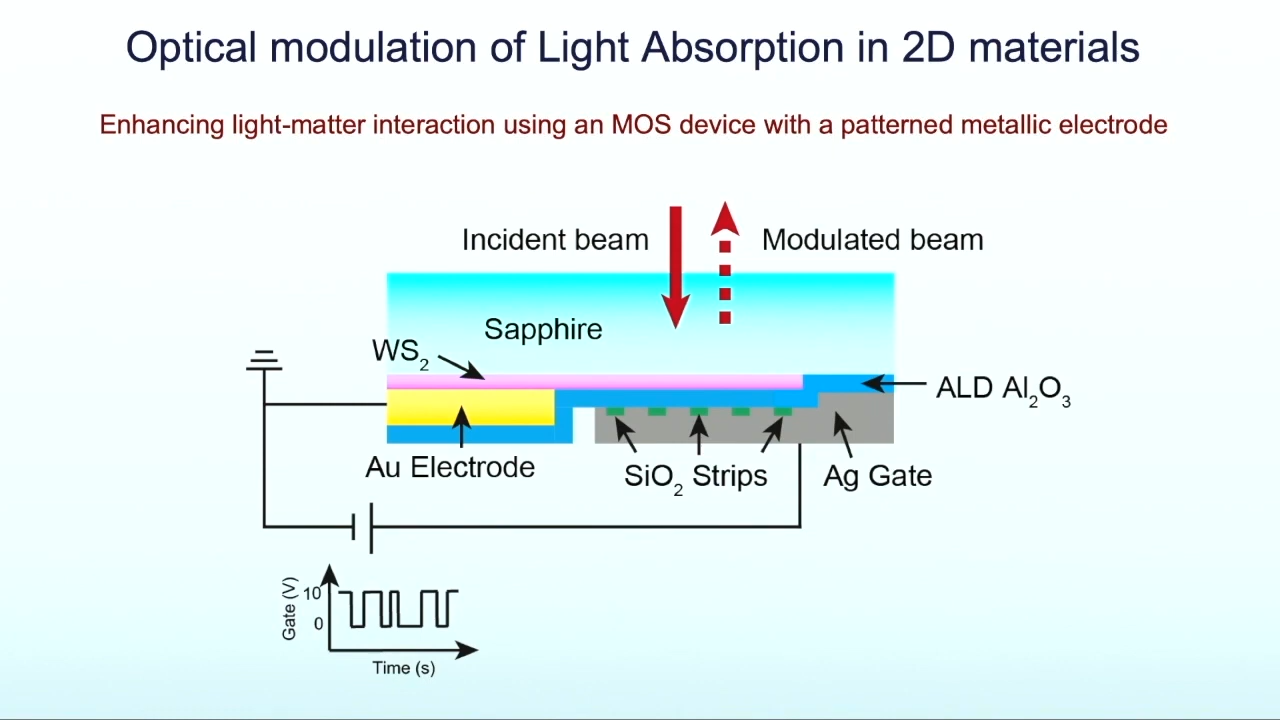 Optical modulation of Light Absorption in 2D materials
Enhancing light-matter interaction using an MOS device with a patterned metallic electrode
Incident beam
Modulated beam
Sapphire
WS₂
ALD Al₂O₃
Au Electrode
SiO₂ Strips
Ag Gate
Gate (V)
10
0
Time (s)